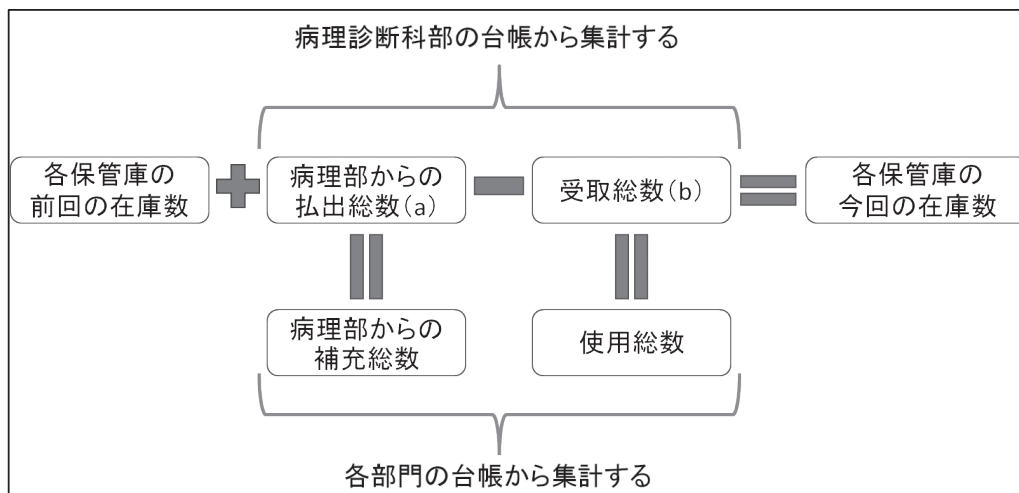 病理診断科部の台帳から集計する
各保管庫の
前回の在庫数
病理部からの
払出総数(a)
受取総数(b)
各保管庫の
今回の在庫数
病理部からの
補充総数
使用総数
各部門の台帳から集計する